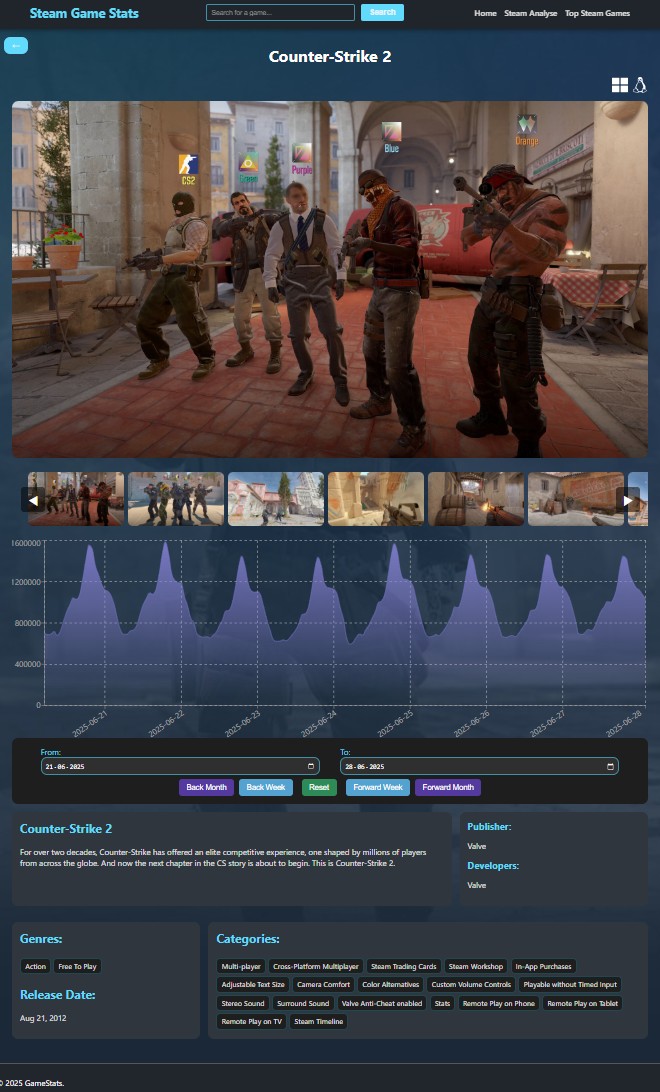 Steam Game Stats
Search for a game...
Search
Home Steam Analyse Top Steam Games
←
Counter-Strike 2
CS2
Green
Purple
Blue
Orange
1600000
1200000
800000
400000
0
2025-06-21
2025-06-22
2025-06-23
2025-06-24
2025-06-25
2025-06-26
2025-06-27
2025-06-28
From:
21-06-2025
To:
28-06-2025
Back Month Back Week Reset Forward Week Forward Month
Counter-Strike 2
For over two decades, Counter-Strike has offered an elite competitive experience, one shaped by millions of players
from across the globe. And now the next chapter in the CS story is about to begin. This is Counter-Strike 2.
Publisher:
Valve
Developers:
Valve
Genres:
Action Free To Play
Release Date:
Aug 21, 2012
Categories:
Multi-player Cross-Platform Multiplayer Steam Trading Cards Steam Workshop In-App Purchases
Adjustable Text Size Camera Comfort Color Alternatives Custom Volume Controls Playable without Timed Input
Stereo Sound Surround Sound Valve Anti-Cheat enabled Stats Remote Play on Phone Remote Play on Tablet
Remote Play on TV Steam Timeline
© 2025 GameStats.